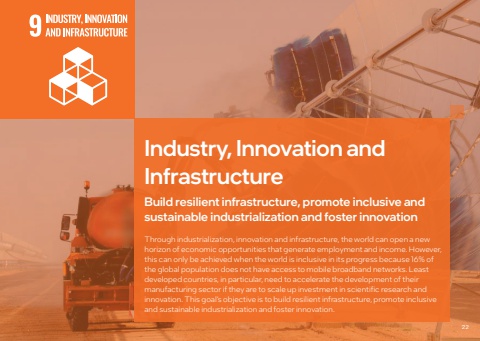 9 INDUSTRY, INNOVATION
AND INFRASTRUCTURE
Industry, Innovation and
Infrastructure
Build resilient infrastructure, promote inclusive and
sustainable industrialization and foster innovation
Through industrialization, innovation and infrastructure, the world can open a new
horizon of economic opportunities that generate employment and income. However,
this can only be achieved when the world is inclusive in its progress because 16% of
the global population does not have access to mobile broadband networks. Least
developed countries, in particular, need to accelerate the development of their
manufacturing sector if they are to scale up investment in scientific research and
innovation. This goal's objective is to build resilient infrastructure, promote inclusive
and sustainable industrialization and foster innovation.
23